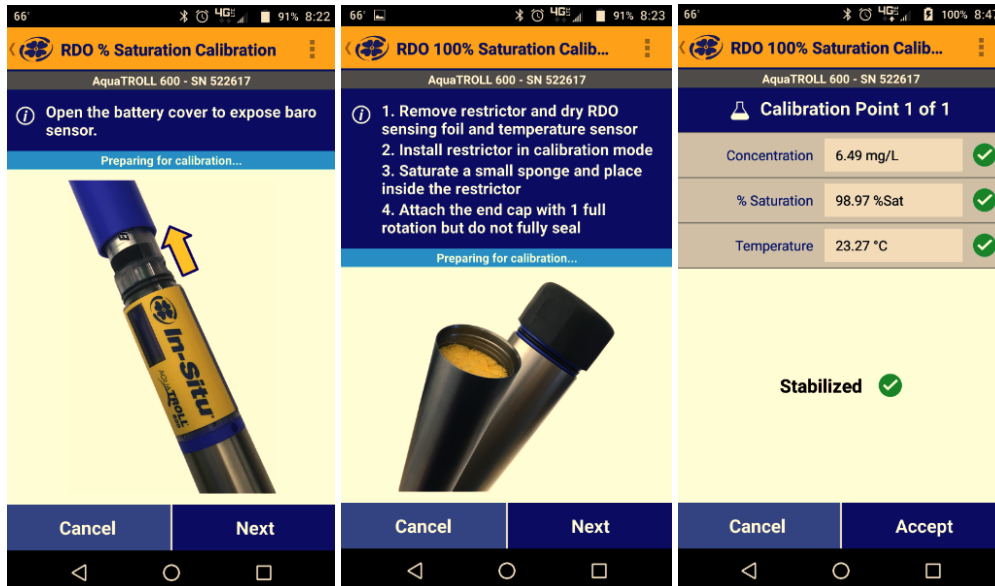 66°
4G
91% 8:22
RDO % Saturation Calibration
AquaTROLL 600 - SN 522617
Open the battery cover to expose baro
sensor.
Preparing for calibration...
In-Situ
AQUATROLL
600
Cancel
Next
66°
4G
91% 8:23
RDO 100% Saturation Calib...
AquaTROLL 600 - SN 522617
1. Remove restrictor and dry RDO
sensing foil and temperature sensor
2. Install restrictor in calibration mode
3. Saturate a small sponge and place
inside the restrictor
4. Attach the end cap with 1 full
rotation but do not fully seal
Preparing for calibration...
Cancel
Next
66°
4G
100%
RDO 100% Saturation Calib...
AquaTROLL 600 - SN 522617
Calibration Point 1 of 1
Concentration 6.49 mg/L
% Saturation 98.97 %Sat
Temperature 23.27 °C
Stabilized
Cancel
Accept